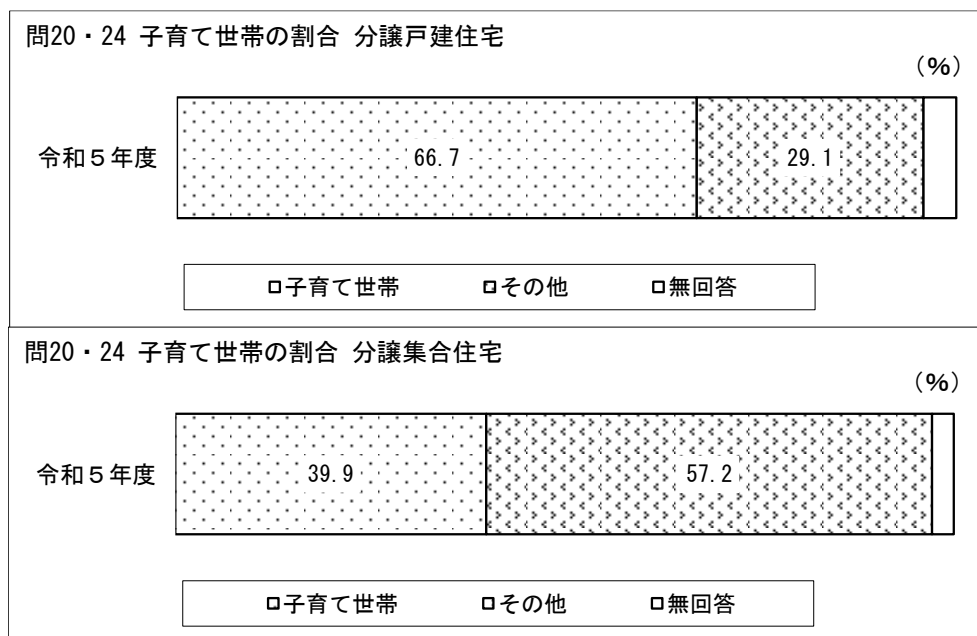 問20・24 子育て世帯の割合 分譲戸建住宅
(%)
令和５年度
66.7
29.1
子育て世帯 その他 無回答
問20・24 子育て世帯の割合 分譲集合住宅
(%)
令和５年度
39.9
57.2
子育て世帯 その他 無回答